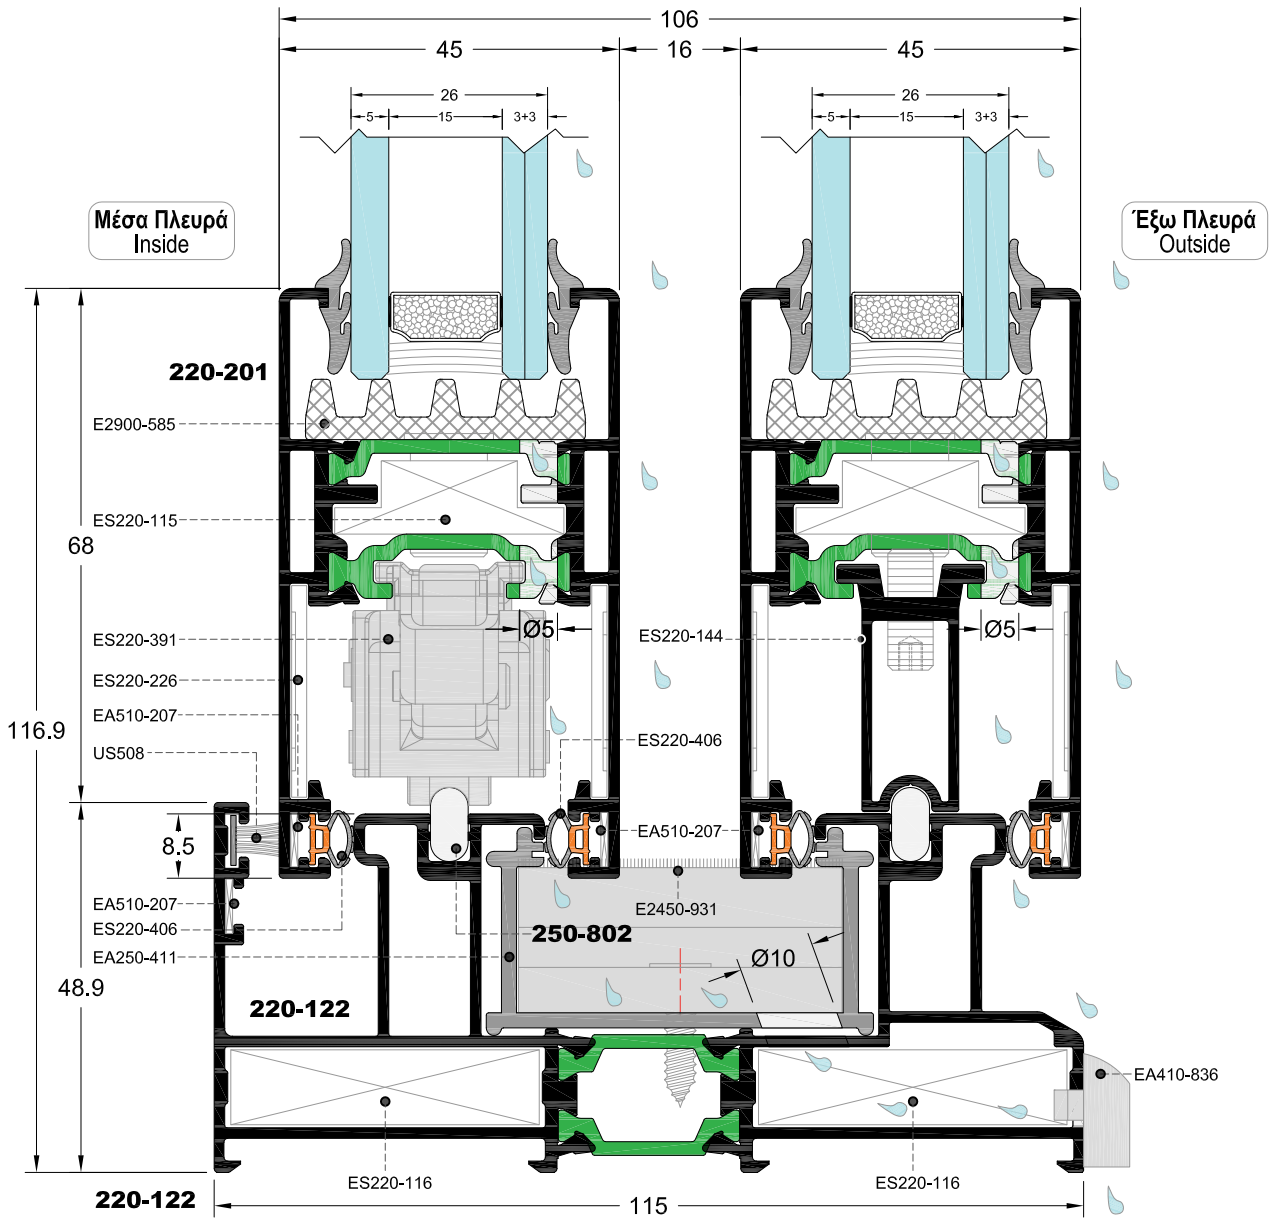 106
45
16
45
26
26
5
15
3+3
5
15
3+3
Μέσα Πλευρά
Inside
Έξω Πλευρά
Outside
220-201
E2900-585
ES220-115
68
ES220-391
Ø5
ES220-144
Ø5
ES220-226
EA510-207
116.9
US508
ES220-406
8.5
EA510-207
EA510-207
E2450-931
ES220-406
250-802
EA250-411
Ø10
48.9
220-122
EA410-836
ES220-116
ES220-116
220-122
115